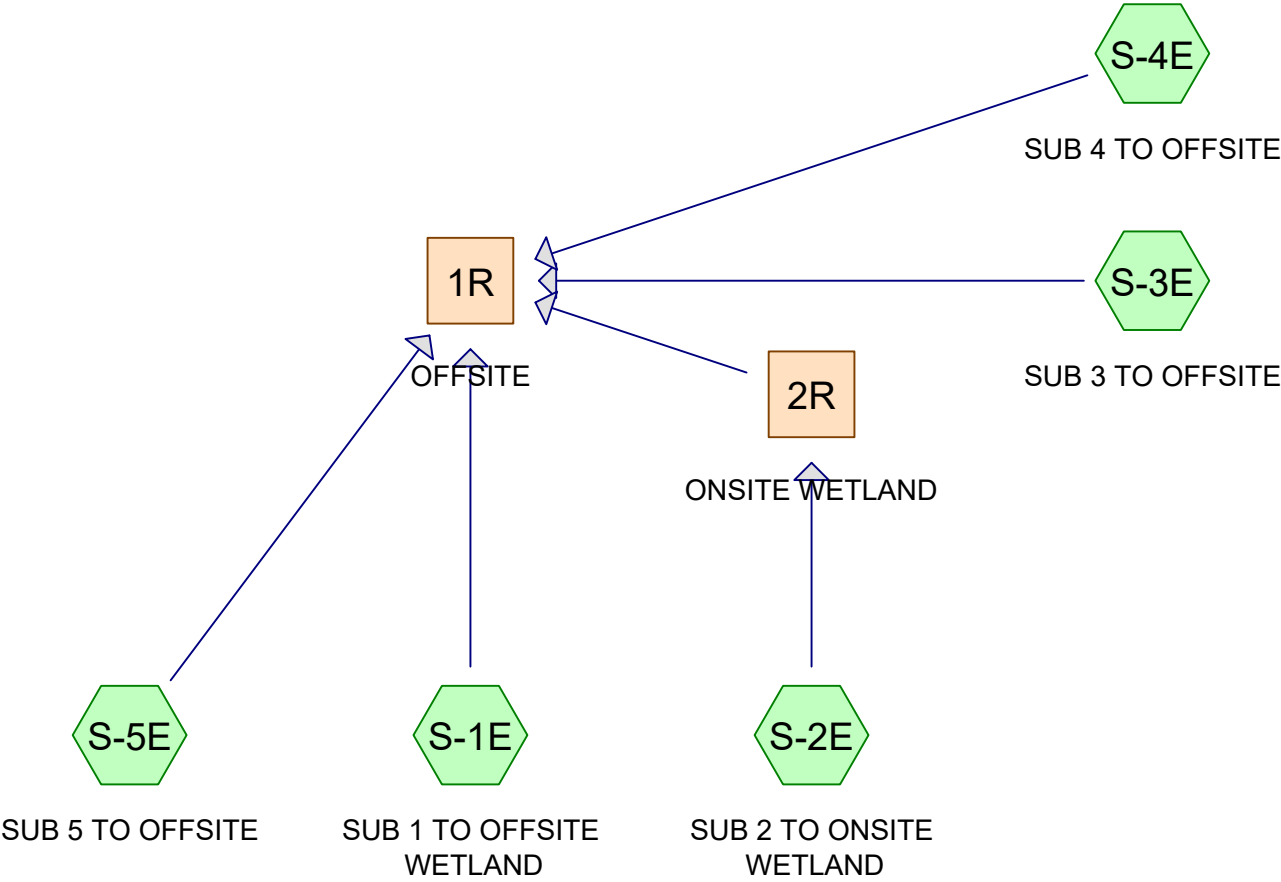 S-4E
SUB 4 TO OFFSITE
1R
OFFSITE
S-3E
SUB 3 TO OFFSITE
2R
ONSITE WETLAND
S-5E
SUB 5 TO OFFSITE
S-1E
SUB 1 TO OFFSITE
WETLAND
S-2E
SUB 2 TO ONSITE
WETLAND